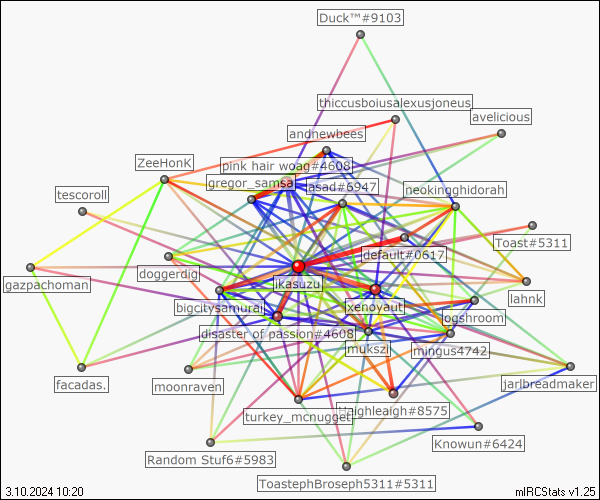 Duck™#9103
thiccusboiusalexusjoneus
avelicious
andnewbees
ZeeHonK
pink hair woag#4608
gregor_samsa
asad#6947
neokingghidorah
tescoroll
Toast#5311
default#0617
gazpachoman
doggerdig
ikasuzu
lahnk
bigcitysamurai
xenoyaut
ogshroom
disaster of passion#4608
mukszi
mingus4742
facadas.
moonraven
jarlbreadmaker
turkey_mcnugget
Haighleaigh#8575
Knowun#6424
Random Stuf6#5983
ToastephBroseph5311#5311
3.10.2024 10:20
mIRCStats v1.25